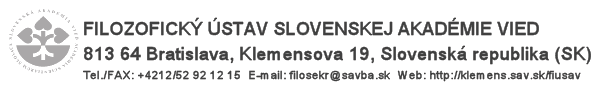 FILOZOFICKÝ ÚSTAV SLOVENSKEJ AKADÉMIE VIED
813 64 Bratislava, Klemensova 19, Slovenská republika (SK)
Tel./FAX: +4212/52 92 12 15 E-mail: filosekr@savba.sk Web: http://klemens.sav.sk/fiusav